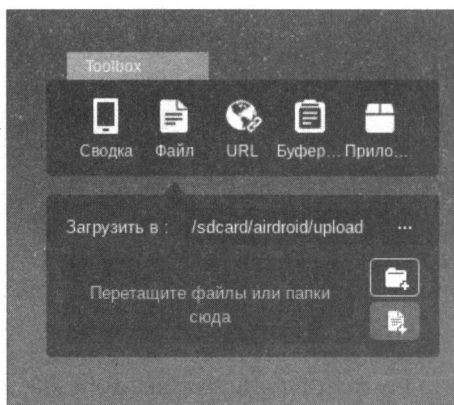 Toolbox
Сводка Файл URL Буфер... Прило...
Загрузить в : /sdcard/airdroid/upload ...
Перетащите файлы или папки
сюда